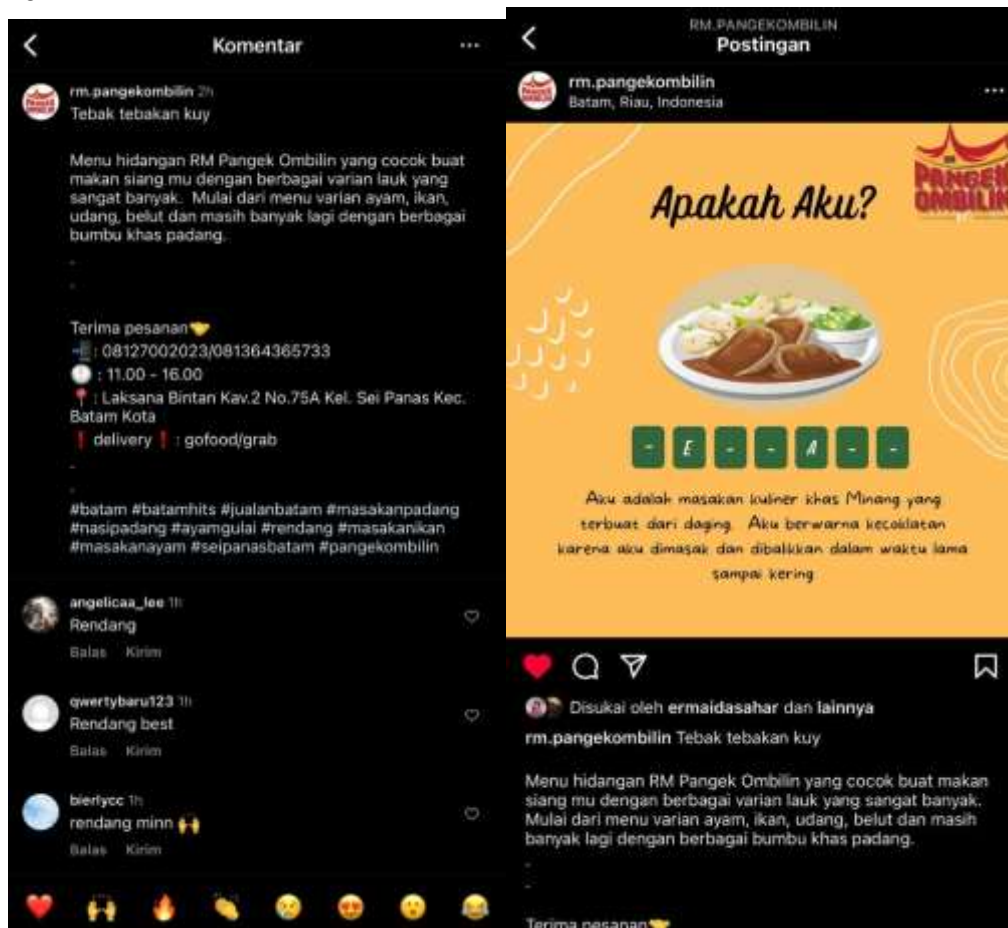 Komentar
rm.pangekombilin 2h
Tebak tebakan kuy
Menu hidangan RM Pangek Ombilin yang cocok buat
makan siang mu dengan berbagai varian lauk yang
sangat banyak. Mulai dari menu varian ayam, ikan,
udang, belut dan masih banyak lagi dengan berbagai
bumbu khas padang.
-
-
Terima pesanan🤝
📲 : 08127002023/081364365733
🕚 : 11.00 - 16.00
📍 : Laksana Bintan Kav.2 No.75A Kel. Sei Panas Kec.
Batam Kota
❗ delivery ❗ : gofood/grab
-
-
#batam #batamhits #jualanbatam #masakanpadang
#nasipadang #ayamgulai #rendang #masakanikan
#masakanayam #seipanasbatam #pangekombilin
angelicaa_lee 1h
Rendang
Balas Kirim
qwertybaru123 1h
Rendang best
Balas Kirim
bierlycc 1h
rendang minn 🙌
Balas Kirim
RM.PANGEKOMBILIN
Postingan
rm.pangekombilin
Batam, Riau, Indonesia
PANGEK
OMBILIN
Apakah Aku?
- E - - A - -
Aku adalah masakan kuliner khas Minang yang
terbuat dari daging. Aku berwarna kecoklatan
karena aku dimasak dan dibalikkan dalam waktu lama
sampai kering
Disukai oleh ermaidasahar dan lainnya
rm.pangekombilin Tebak tebakan kuy
Menu hidangan RM Pangek Ombilin yang cocok buat makan
siang mu dengan berbagai varian lauk yang sangat banyak.
Mulai dari menu varian ayam, ikan, udang, belut dan masih
banyak lagi dengan berbagai bumbu khas padang.
-
-
Terima pesanan🤝